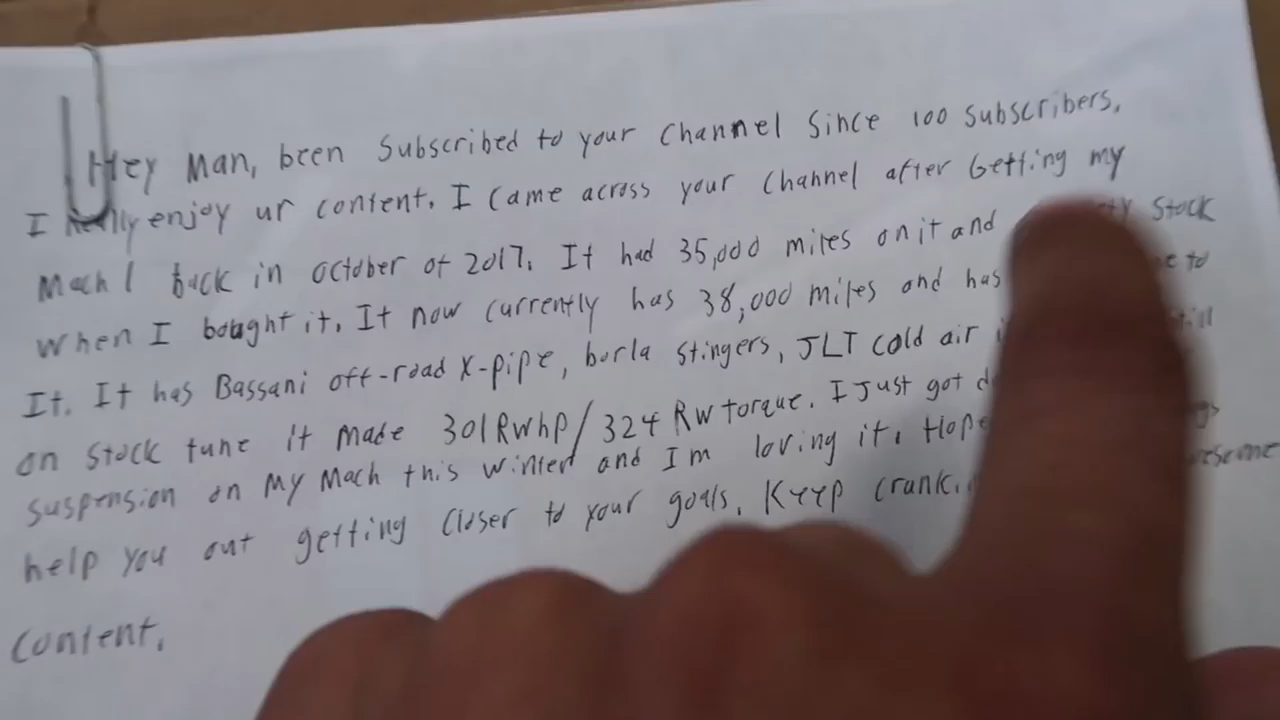 Hey Man, been Subscribed to your Channel Since 100 subscribers.
I really enjoy ur content. I Came across your Channel after Getting my
Mach 1 back in October of 2017. It had 35,000 miles on it and Stock
When I bought it. It now currently has 38,000 miles and has to
It. It has Bassani off-road X-pipe, borla stingers, JLT cold air
on stock tune it Made 301RWhp/324 RW torque. I Just got
suspension on My Mach this winter and Im loving it. Hope
help you out getting Closer to your goals. Keep
Content.